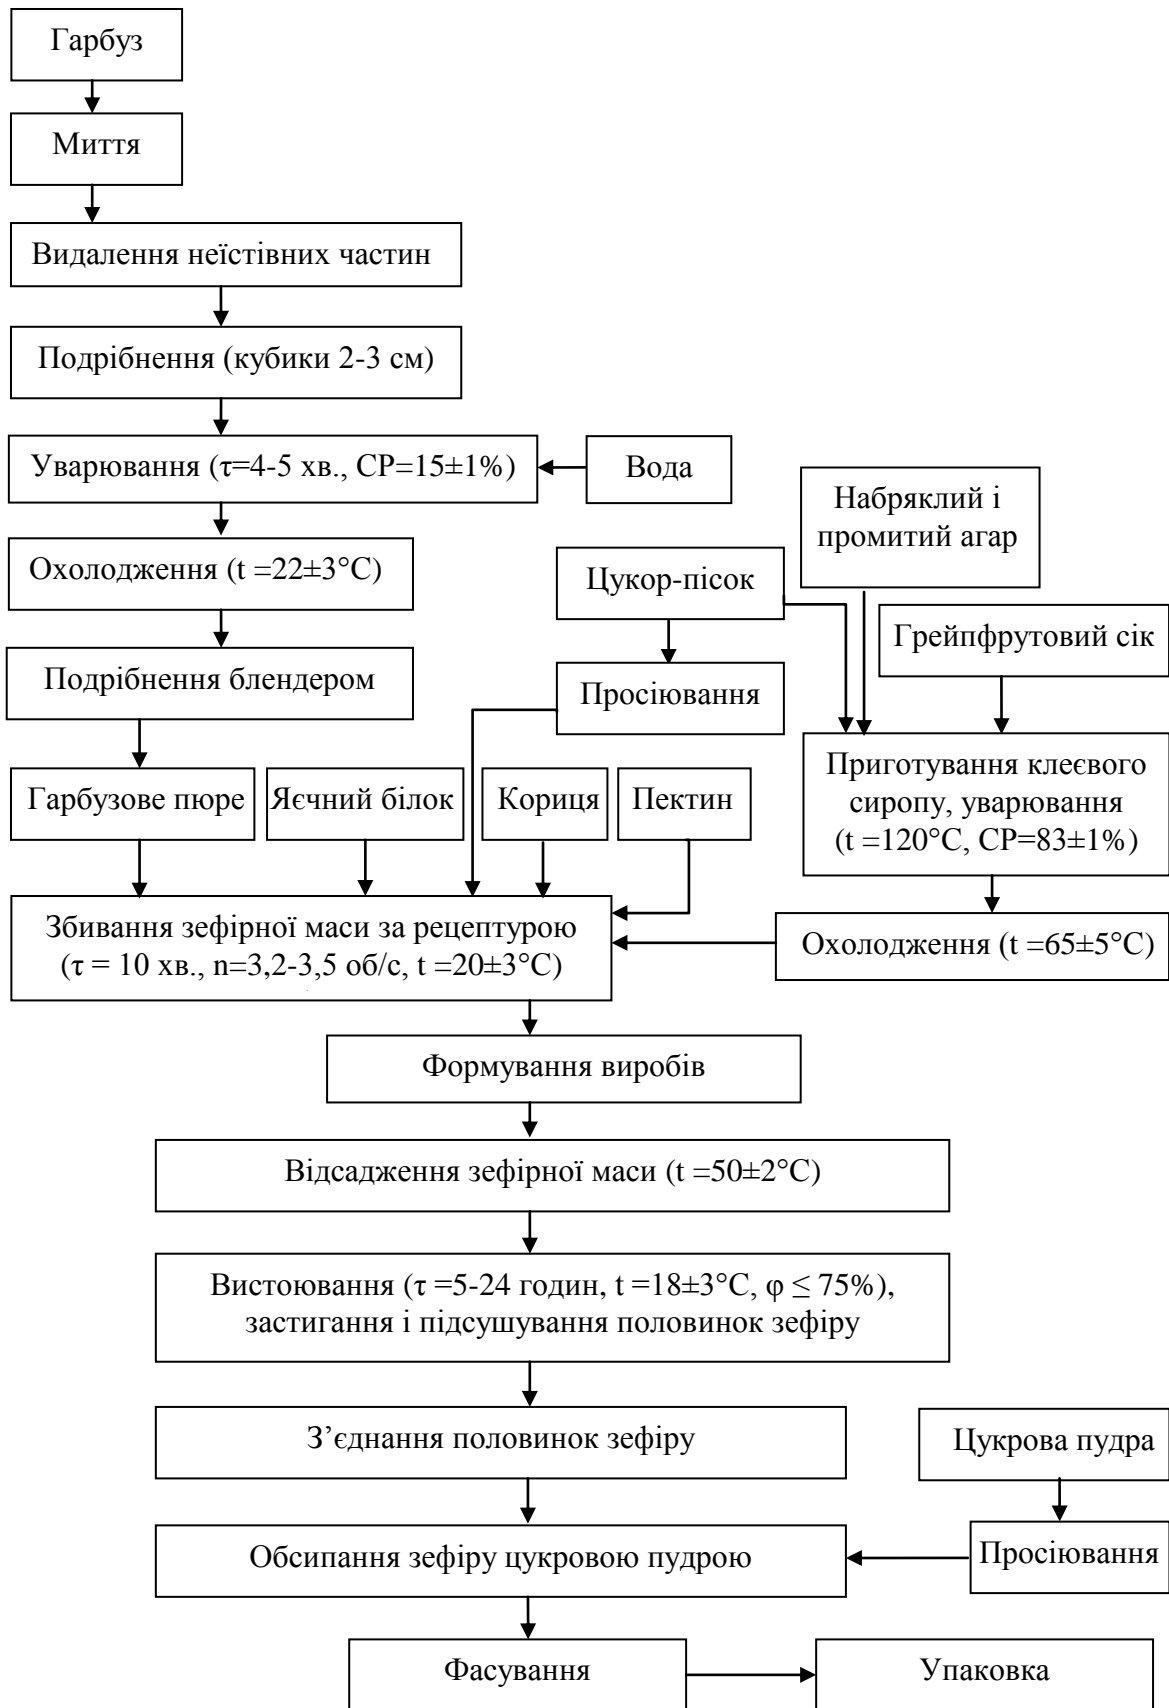 Гарбуз
Миття
Видалення неїстівних частин
Подрібнення (кубики 2-3 см)
Уварювання (τ=4-5 хв., СР=15±1%)
Вода
Набряклий і
промитий агар
Охолодження (t =22±3°С)
Цукор-пісок
Грейпфрутовий сік
Подрібнення блендером
Просіювання
Гарбузове пюре
Яєчний білок
Кориця
Пектин
Приготування клеєвого
сиропу, уварювання
(t =120°С, СР=83±1%)
Збивання зефірної маси за рецептурою
(τ = 10 хв., n=3,2-3,5 об/с, t =20±3°С)
Охолодження (t =65±5°С)
Формування виробів
Відсадження зефірної маси (t =50±2°С)
Вистоювання (τ =5-24 годин, t =18±3°С, φ ≤ 75%),
застигання і підсушування половинок зефіру
З’єднання половинок зефіру
Цукрова пудра
Обсипання зефіру цукровою пудрою
Просіювання
Фасування
Упаковка